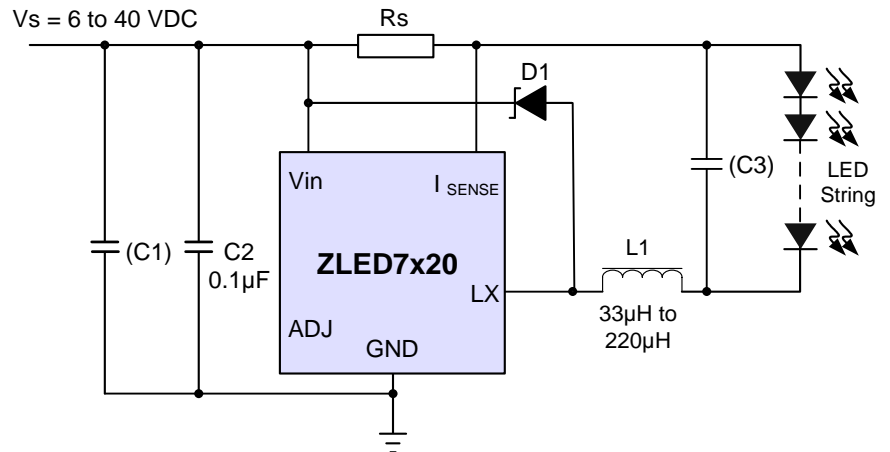 Vs = 6 to 40 VDC
Rs
D1
Vin
I SENSE
(C3)
LED
String
(C1)
C2
0.1µF
ZLED7x20
L1
LX
33µH to
220µH
ADJ
GND